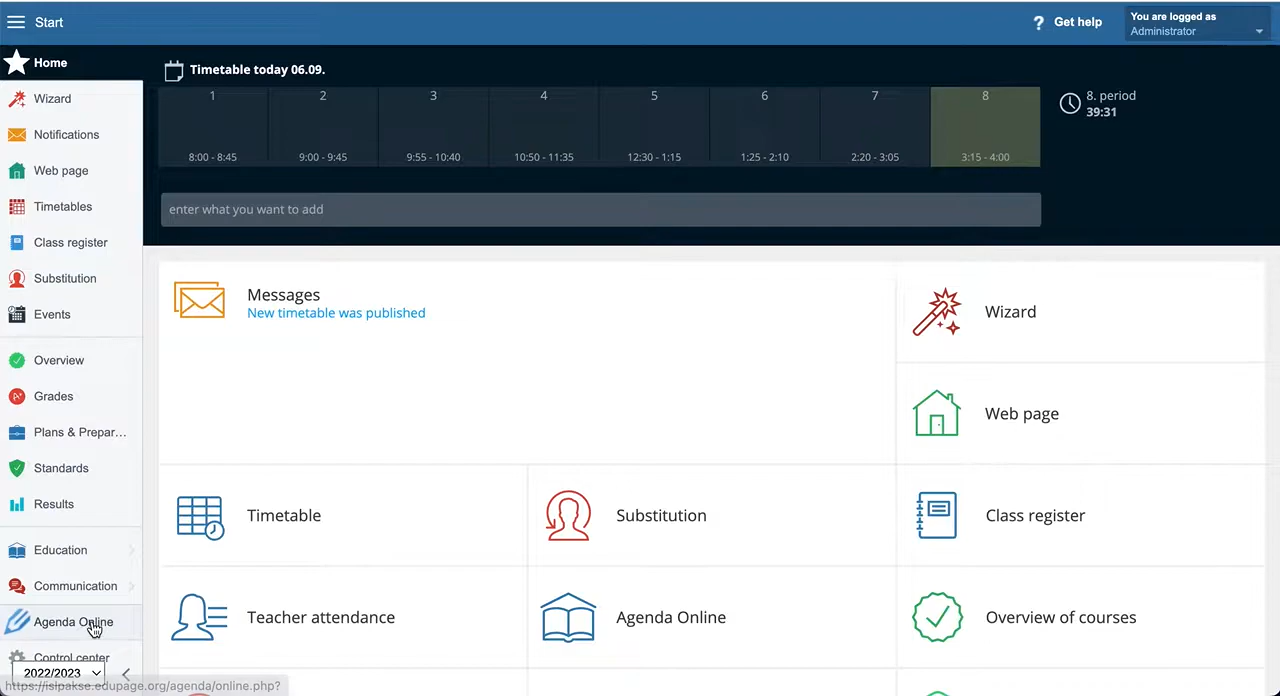 Start
Get help
You are logged as
Administrator
Home
Wizard
Notifications
Web page
Timetables
Class register
Substitution
Events
Overview
Grades
Plans & Prepar...
Standards
Results
Education
Communication
Agenda Online
Control center
2022/2023
https://islpakse.edupage.org/agenda/online.php?
Timetable today 06.09.
1 2 3 4 5 6 7 8
8:00 - 8:45 9:00 - 9:45 9:55 - 10:40 10:50 - 11:35 12:30 - 1:15 1:25 - 2:10 2:20 - 3:05 3:15 - 4:00
8. period
39:31
enter what you want to add
Messages
New timetable was published
Wizard
Web page
Timetable
Substitution
Class register
Teacher attendance
Agenda Online
Overview of courses